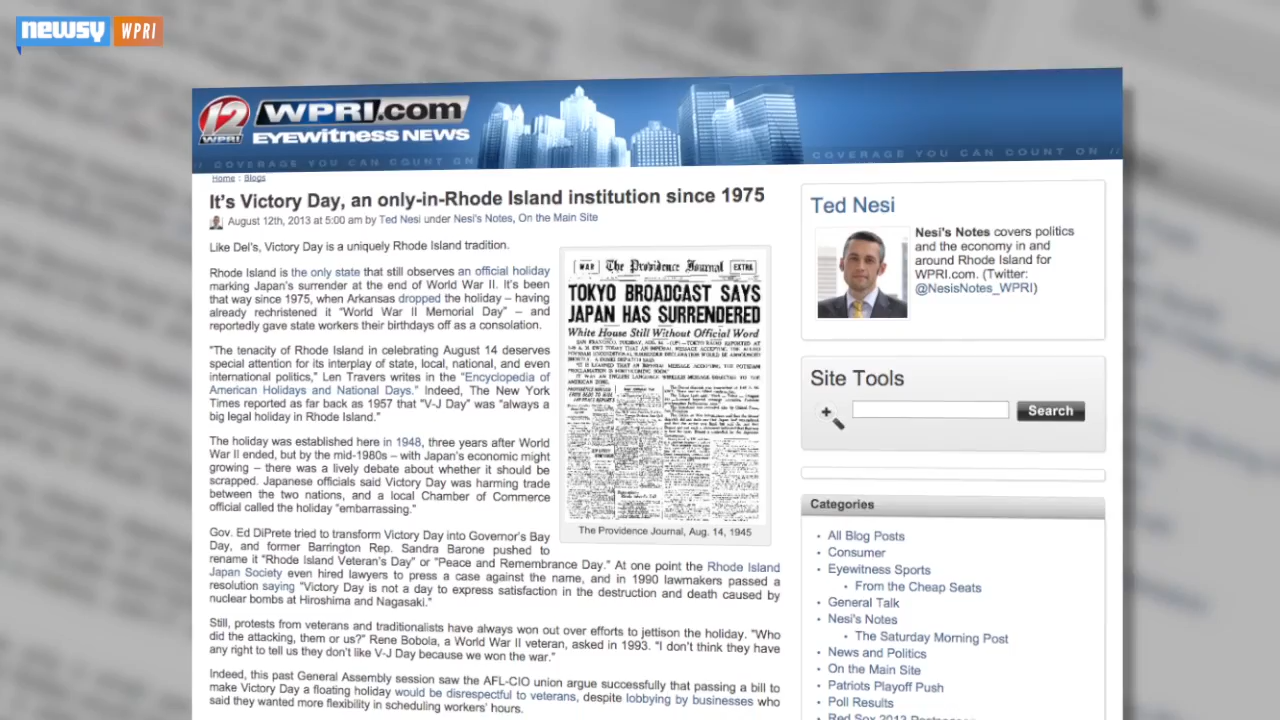 newsy WPRI
12 WPRI
WPRI.com
EYEWITNESS NEWS
// COVERAGE YOU CAN COUNT ON
COVERAGE YOU CAN COUNT ON //
Home : Blogs
It's Victory Day, an only-in-Rhode Island institution since 1975
August 12th, 2013 at 5:00 am by Ted Nesi under Nesi's Notes, On the Main Site
Like Del's, Victory Day is a uniquely Rhode Island tradition.
Rhode Island is the only state that still observes an official holiday
marking Japan's surrender at the end of World War II. It's been
that way since 1975, when Arkansas dropped the holiday – having
already rechristened it "World War II Memorial Day" – and
reportedly gave state workers their birthdays off as a consolation.
"The tenacity of Rhode Island in celebrating August 14 deserves
special attention for its interplay of state, local, national, and even
international politics," Len Travers writes in the "Encyclopedia of
American Holidays and National Days." Indeed, The New York
Times reported as far back as 1957 that "V-J Day" was "always a
big legal holiday in Rhode Island."
The holiday was established here in 1948, three years after World
War II ended, but by the mid-1980s – with Japan's economic might
growing – there was a lively debate about whether it should be
scrapped. Japanese officials said Victory Day was harming trade
between the two nations, and a local Chamber of Commerce
official called the holiday "embarrassing."
Gov. Ed DiPrete tried to transform Victory Day into Governor's Bay
Day, and former Barrington Rep. Sandra Barone pushed to
rename it "Rhode Island Veteran's Day" or "Peace and Remembrance Day." At one point the Rhode Island
Japan Society even hired lawyers to press a case against the name, and in 1990 lawmakers passed a
resolution saying "Victory Day is not a day to express satisfaction in the destruction and death caused by
nuclear bombs at Hiroshima and Nagasaki."
Still, protests from veterans and traditionalists have always won out over efforts to jettison the holiday. "Who
did the attacking, them or us?" Rene Bobola, a World War II veteran, asked in 1993. "I don't think they have
any right to tell us they don't like V-J Day because we won the war."
Indeed, this past General Assembly session saw the AFL-CIO union argue successfully that passing a bill to
make Victory Day a floating holiday would be disrespectful to veterans, despite lobbying by businesses who
said they wanted more flexibility in scheduling workers' hours.
WAR The Providence Journal EXTRA
TOKYO BROADCAST SAYS
JAPAN HAS SURRENDERED
White House Still Without Official Word
The Providence Journal, Aug. 14, 1945
Ted Nesi
Nesi's Notes covers politics
and the economy in and
around Rhode Island for
WPRI.com. (Twitter:
@NesisNotes_WPRI)
Site Tools
Search
Categories
All Blog Posts
Consumer
Eyewitness Sports
From the Cheap Seats
General Talk
Nesi's Notes
The Saturday Morning Post
News and Politics
On the Main Site
Patriots Playoff Push
Poll Results
Red Sox 2013